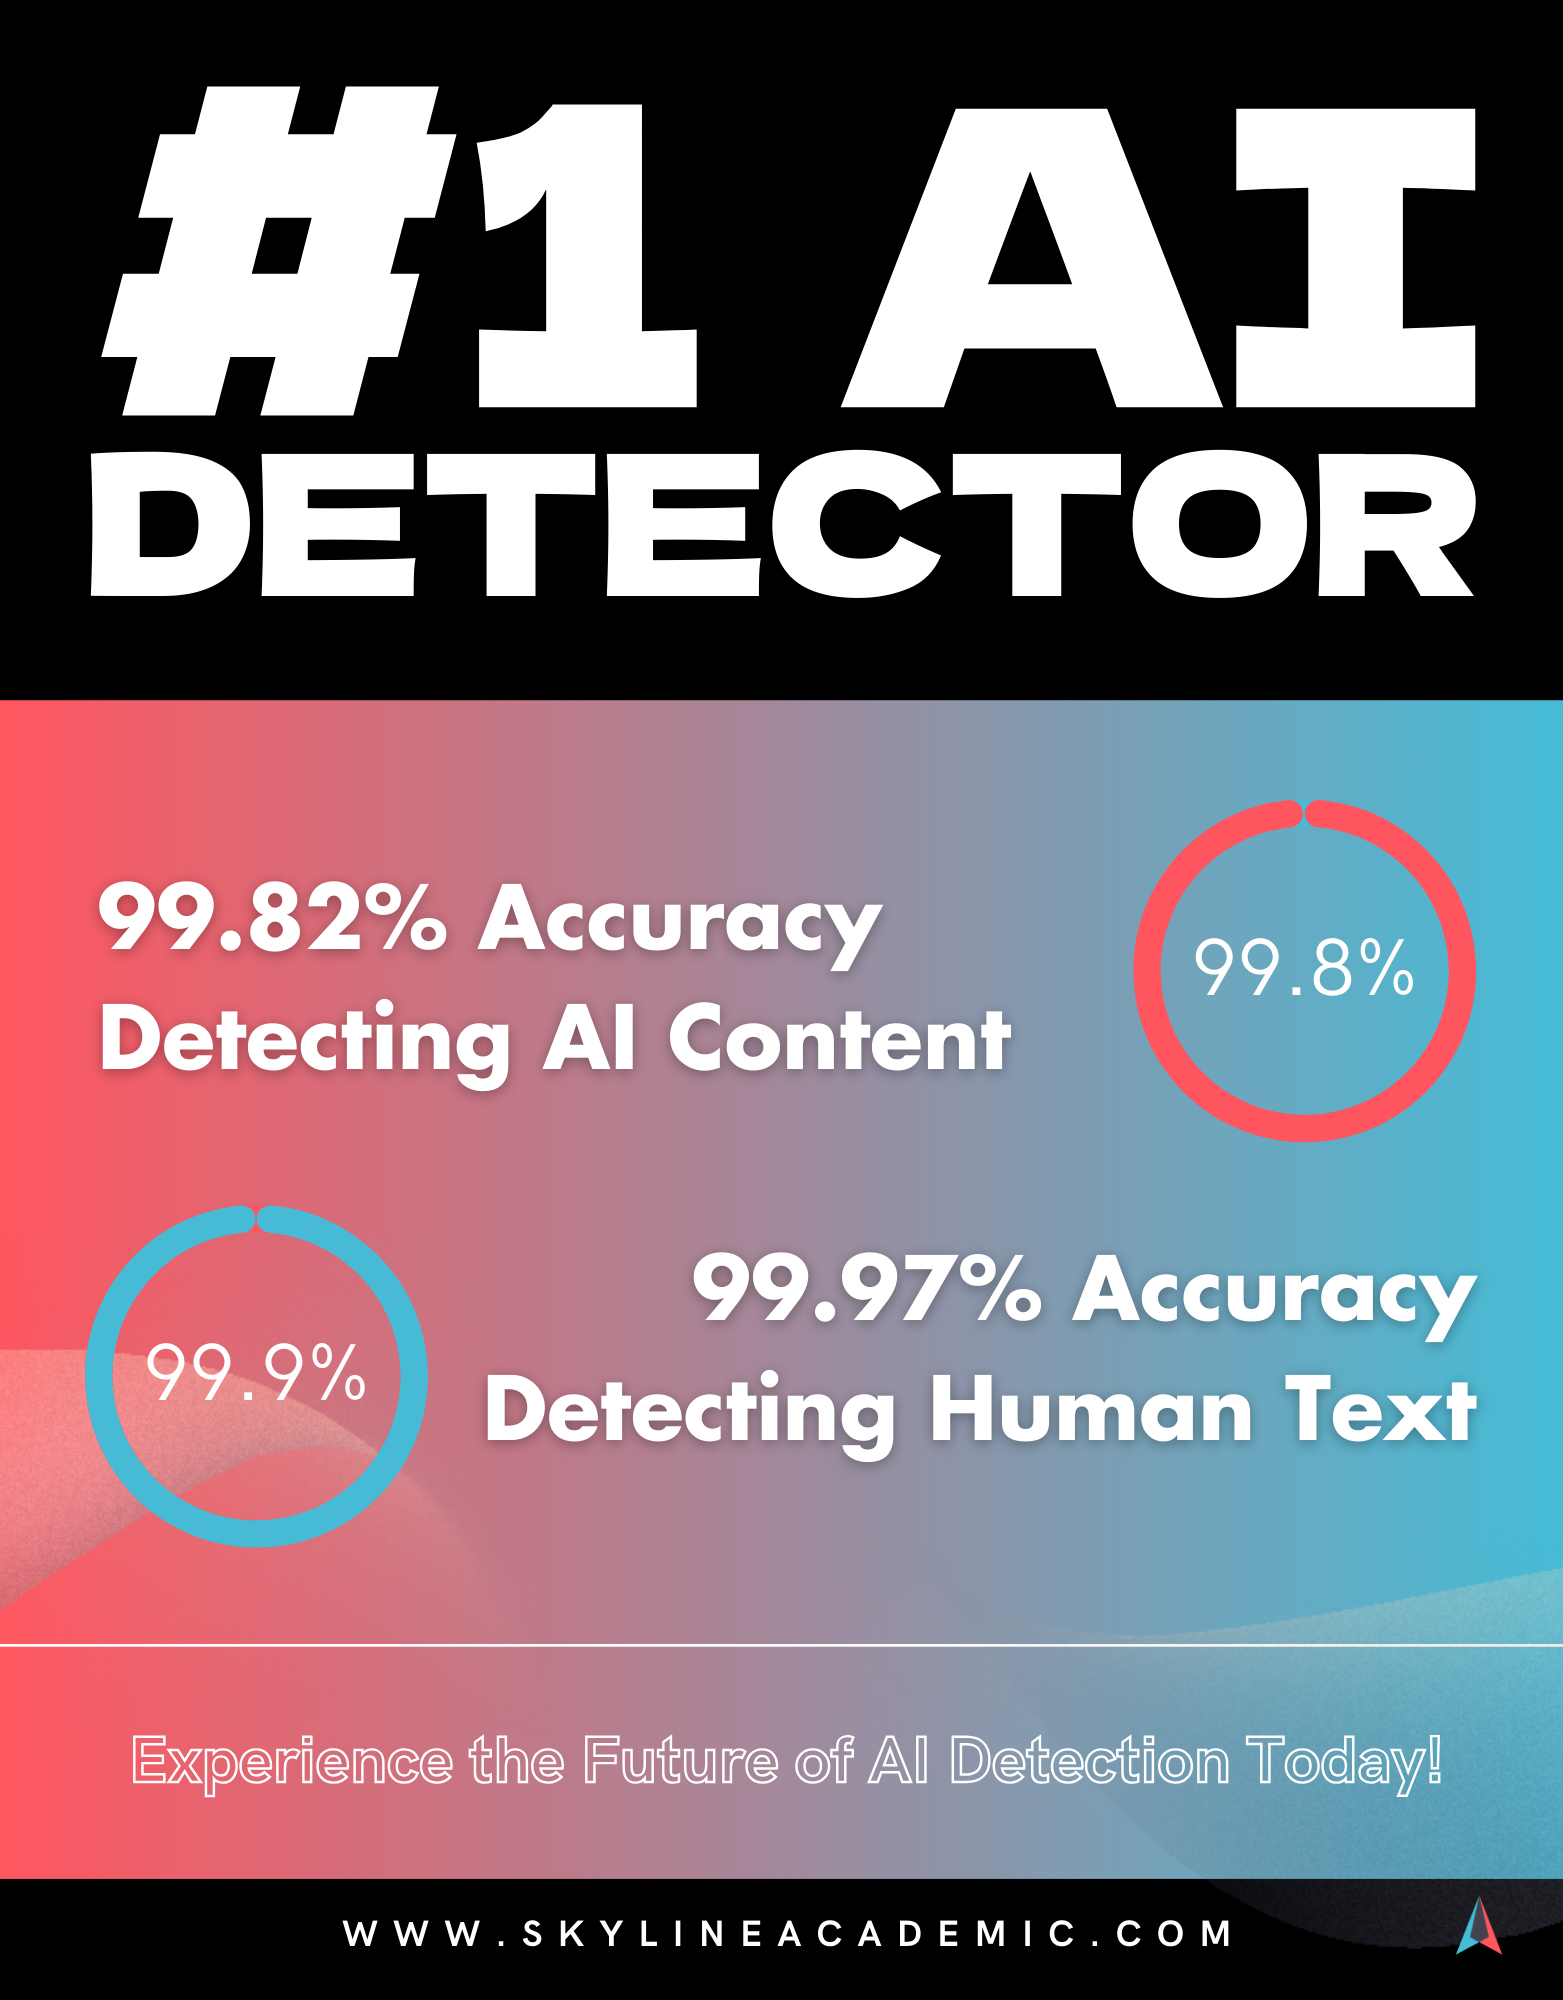 #1 AI
DETECTOR
99.82% Accuracy
Detecting AI Content
99.8%
99.9%
99.97% Accuracy
Detecting Human Text
Experience the Future of AI Detection Today!
WWW.SKYLINEACADEMIC.COM